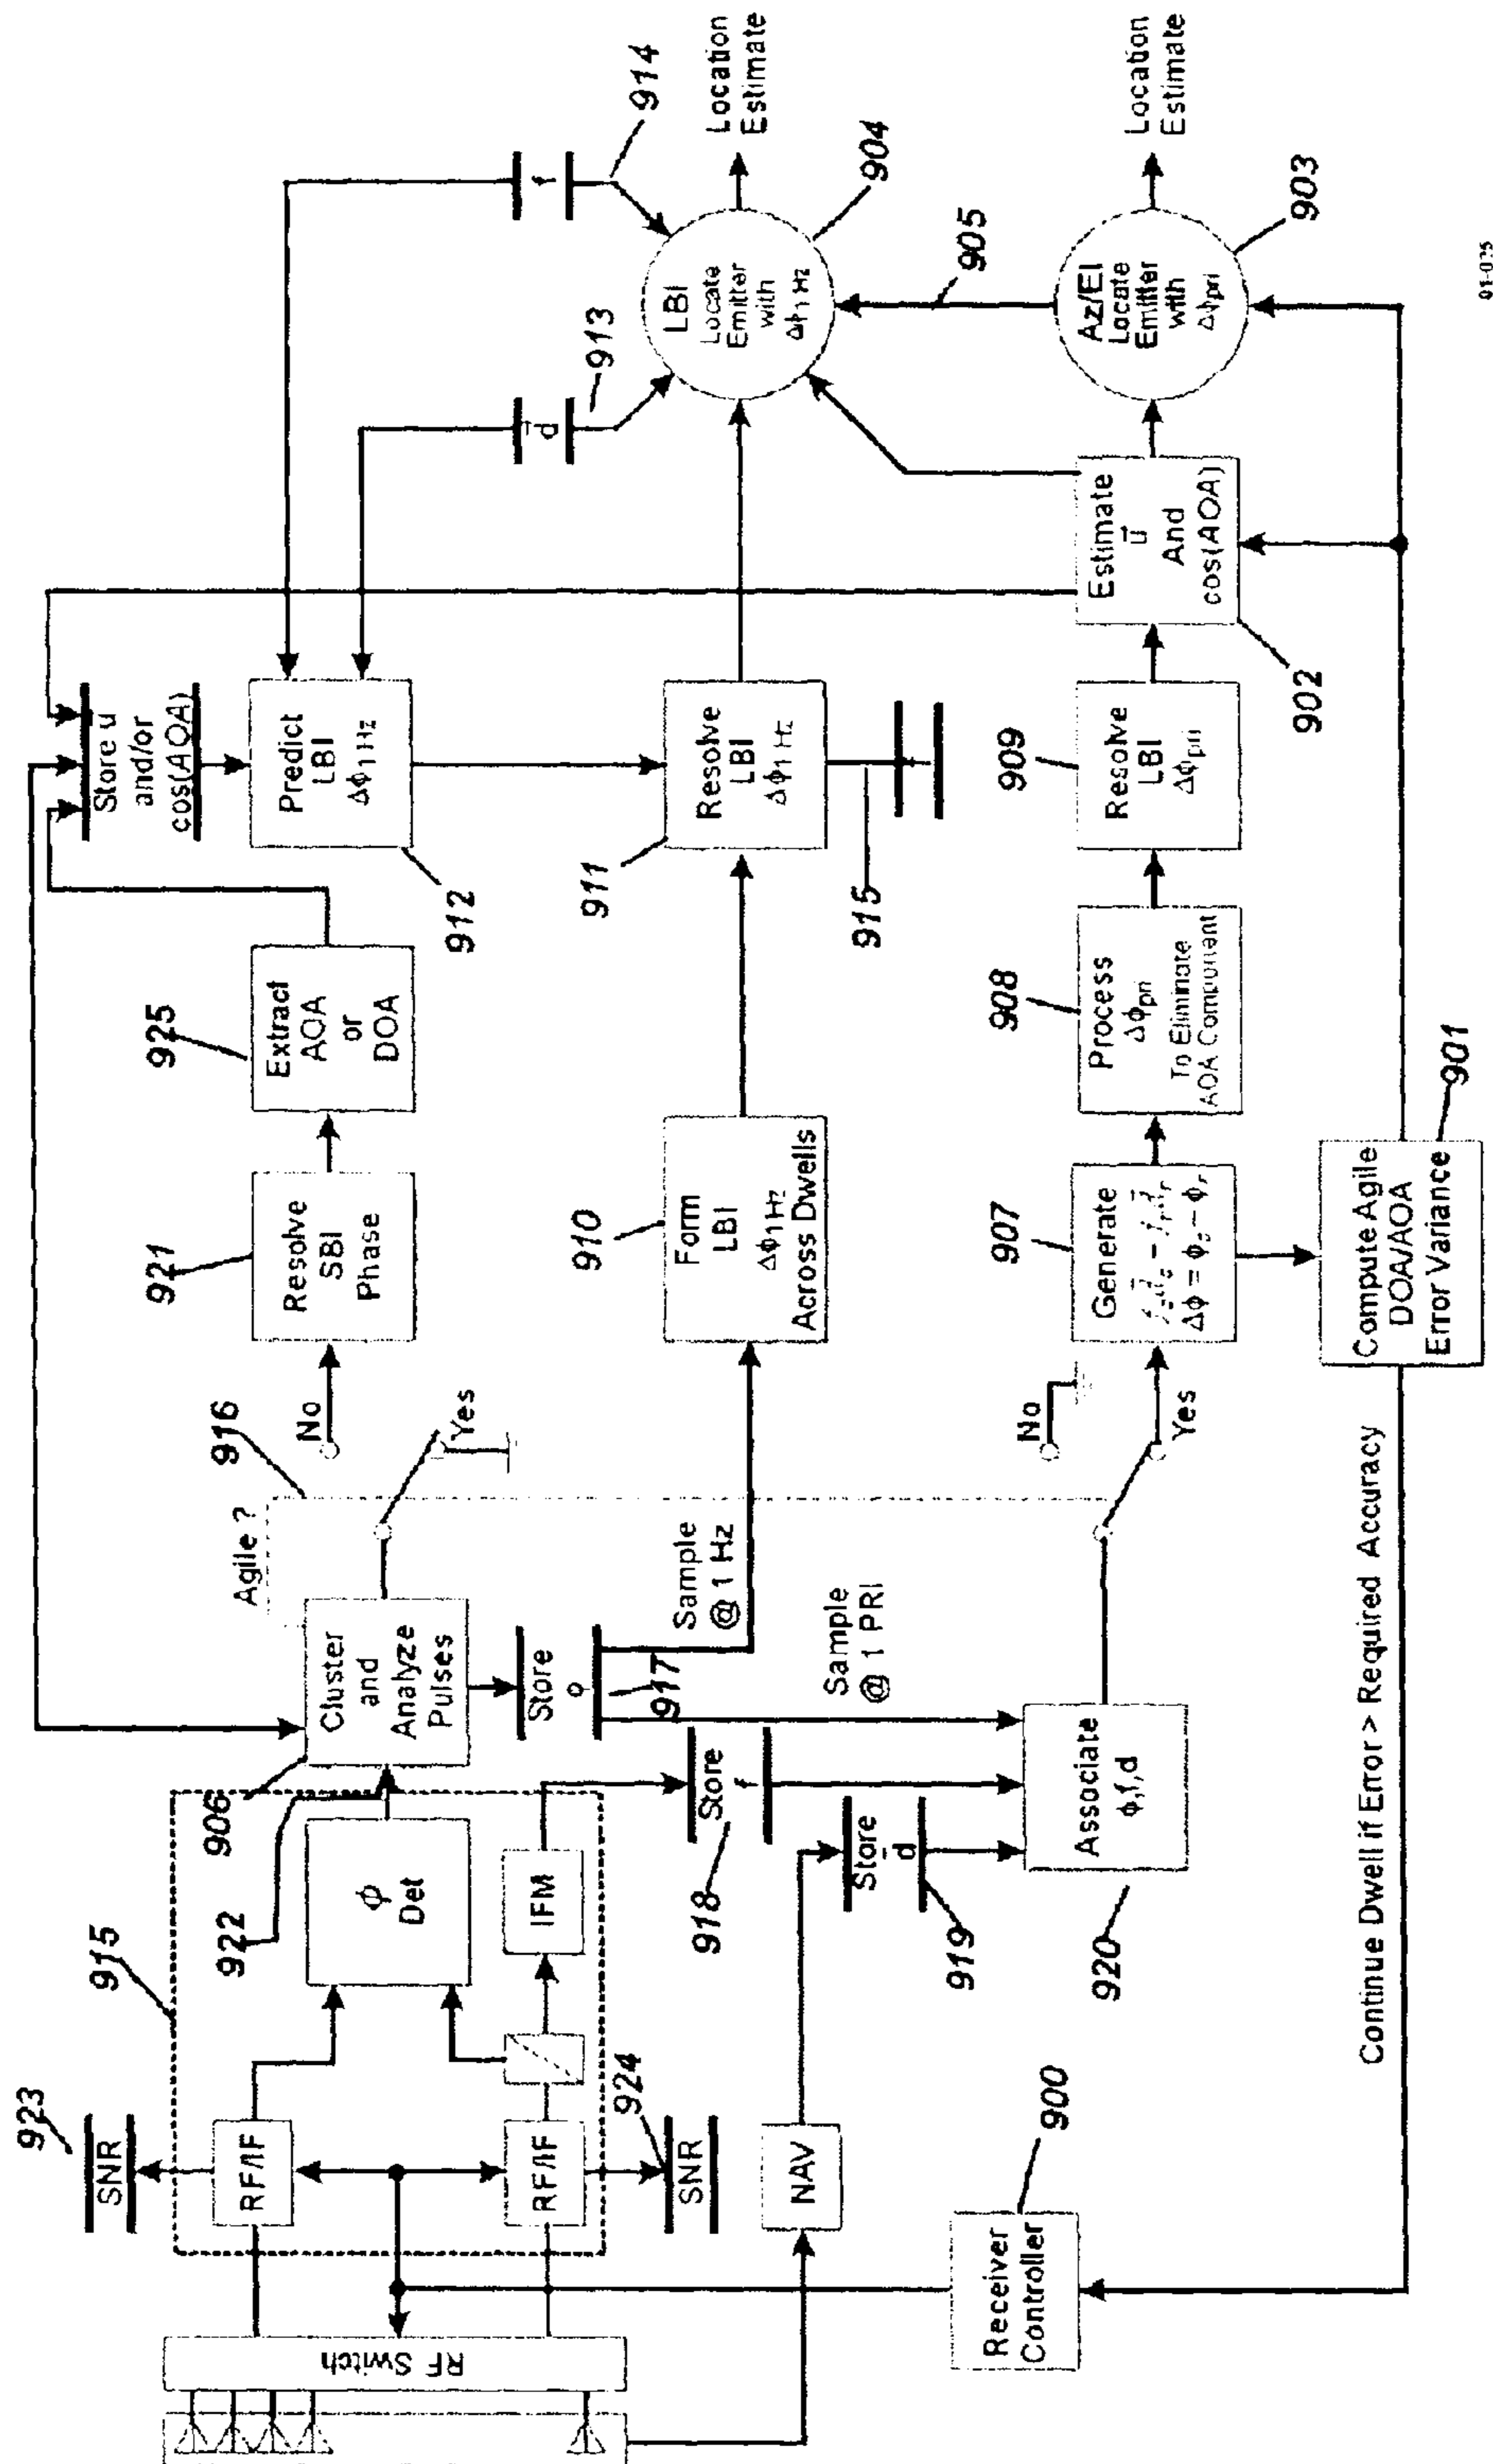 RF Switch
923
SNR
RF/IF
915
922
906
φ
Det
IFM
RF/IF
924
SNR
NAV
900
Receiver
Controller
Agile ?
916
Cluster
and
Analyze
Pulses
Store
917
Store
f
918
Store
d
919
Sample
@ 1 Hz
Sample
@ 1 PRI
Associate
φ,f,d
920
No
Yes
No
Yes
921
Resolve
SBI
Phase
925
Extract
AOA
or
DOA
Store u
and/or
cos(AOA)
Predict
LBI
Δϕ1 Hz
912
910
Form
LBI
Δϕ1 Hz
Across Dwells
911
Resolve
LBI
Δϕ1 Hz
915
907
Generate
Δϕ =
908
Process
Δϕpri
To Eliminate
AOA Component
909
Resolve
LBI
Δϕpri
Estimate
u
And
cos(AOA)
902
d
913
f
914
LBI
Locate
Emitter
with
Δϕ1 Hz
904
Location
Estimate
905
Az/El
Locate
Emitter
with
Δϕpri
903
Location
Estimate
Continue Dwell if Error > Required Accuracy
Compute Agile
DOA/AOA
Error Variance
901
01-025